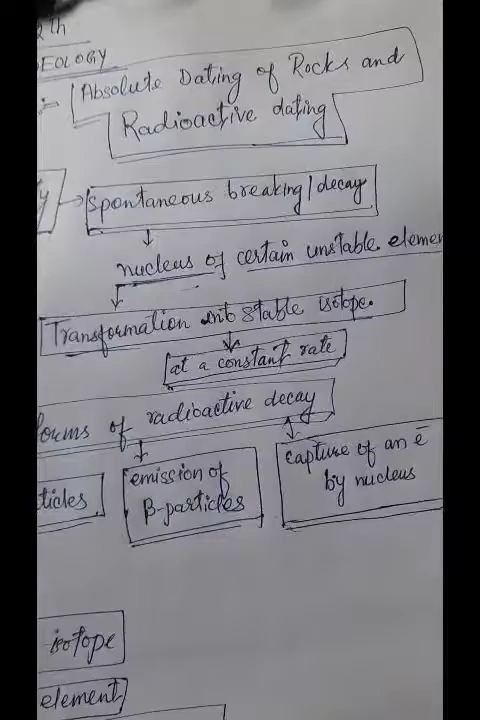 2th
EOLOGY
:- Absolute Dating of Rocks and
Radioactive dating
y → Spontaneous breaking/decay
nucleus of certain unstable elemen
Transformation into stable isotope.
at a constant rate
forms of radioactive decay
ticles
emission of
β-particles
capture of an e̅
by nucleus
isotope
element